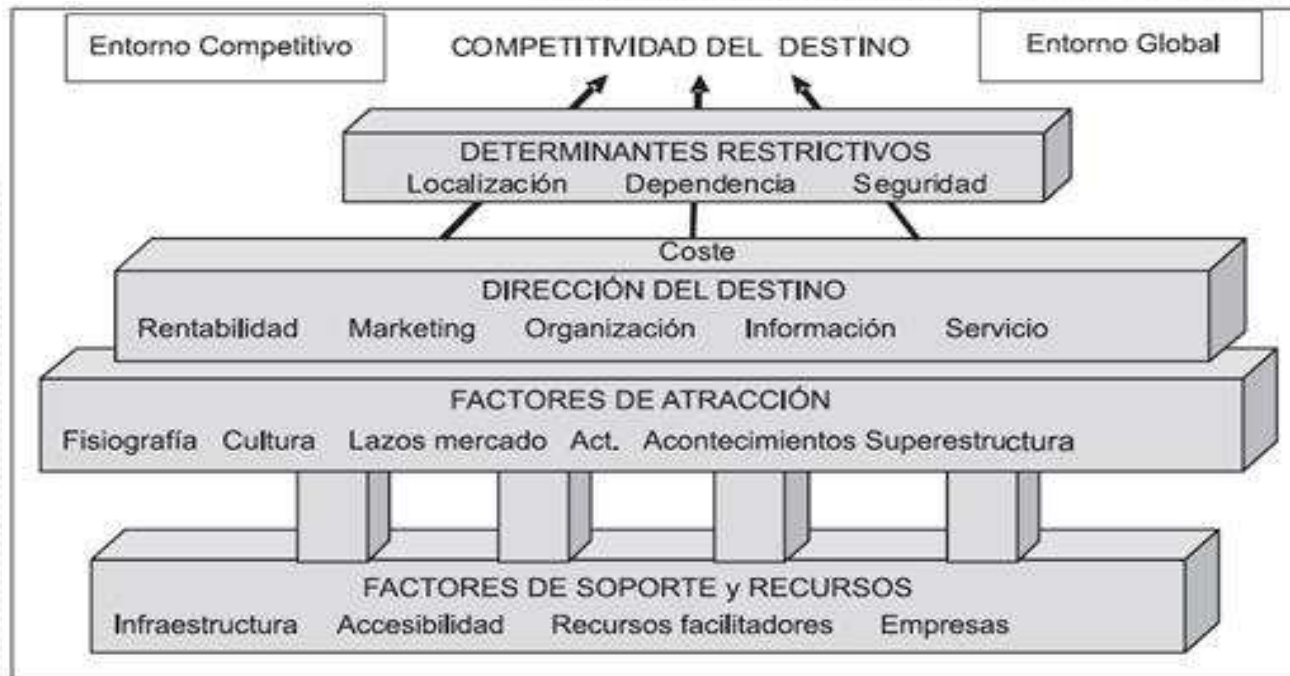 Entorno Competitivo
COMPETITIVIDAD DEL DESTINO
Entorno Global
DETERMINANTES RESTRICTIVOS
Localización Dependencia Seguridad
Coste
DIRECCIÓN DEL DESTINO
Rentabilidad Marketing Organización Información Servicio
FACTORES DE ATRACCIÓN
Fisiografía Cultura Lazos mercado Act. Acontecimientos Superestructura
FACTORES DE SOPORTE y RECURSOS
Infraestructura Accesibilidad Recursos facilitadores Empresas